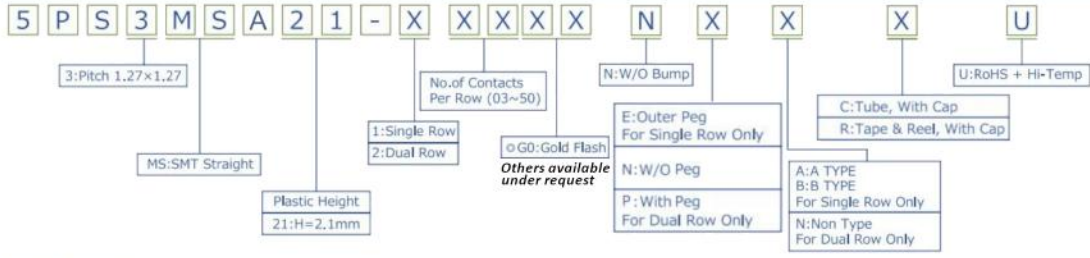 5 P S 3 M S A 2 1 - X X X X X N X X X U
3:Pitch 1.27×1.27
No.of Contacts
Per Row (03~50)
N:W/O Bump
U:RoHS + Hi-Temp
1:Single Row
2:Dual Row
E:Outer Peg
For Single Row Only
C:Tube, With Cap
R:Tape & Reel, With Cap
G0:Gold Flash
Others available
under request
MS:SMT Straight
N:W/O Peg
A:A TYPE
B:B TYPE
For Single Row Only
Plastic Height
21:H=2.1mm
P:With Peg
For Dual Row Only
N:Non Type
For Dual Row Only